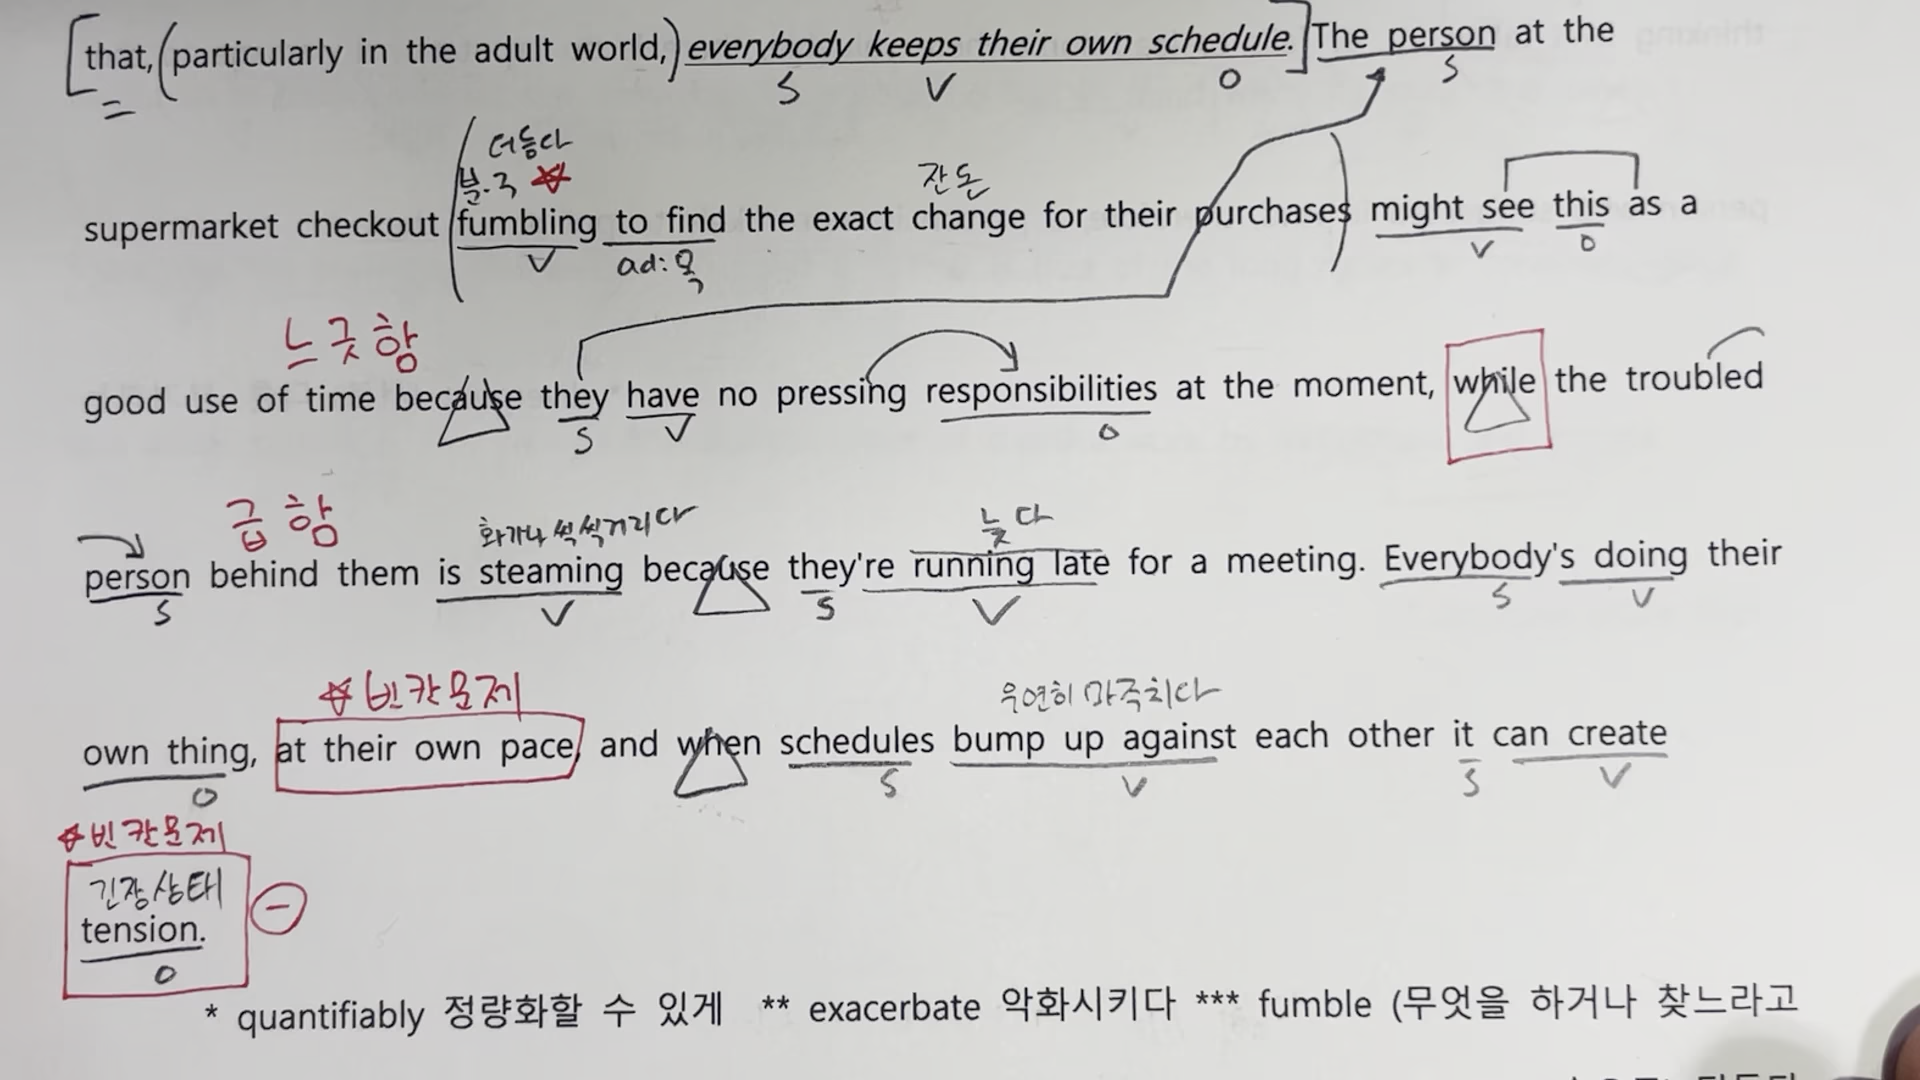 that, (particularly in the adult world,) everybody keeps their own schedule. The person at the
S V O S
더듬다
분.구 잔돈
supermarket checkout fumbling to find the exact change for their purchases might see this as a
V ad:목 V O
느긋함
good use of time because they have no pressing responsibilities at the moment, while the troubled
S V O
급함 화가나 씩씩거리다 늦다
person behind them is steaming because they're running late for a meeting. Everybody's doing their
S V S V S V
빈칸문제 우연히 마주치다
own thing, at their own pace, and when schedules bump up against each other it can create
O S V S V
빈칸문제
긴장상태
tension. −
O
* quantifiably 정량화할 수 있게 ** exacerbate 악화시키다 *** fumble (무엇을 하거나 찾느라고